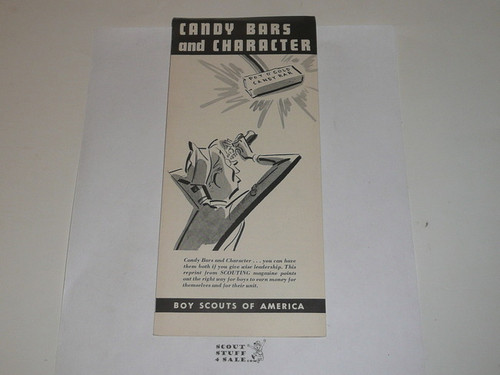 CANDY BARS
and CHARACTER
CANDY BAR
Candy Bars and Character . . . you can have
them both if you give wise leadership. This
reprint from SCOUTING magazine points
out the right way for boys to earn money for
themselves and for their unit.
BOY SCOUTS OF AMERICA
SCOUT
STUFF
4 SALE.com